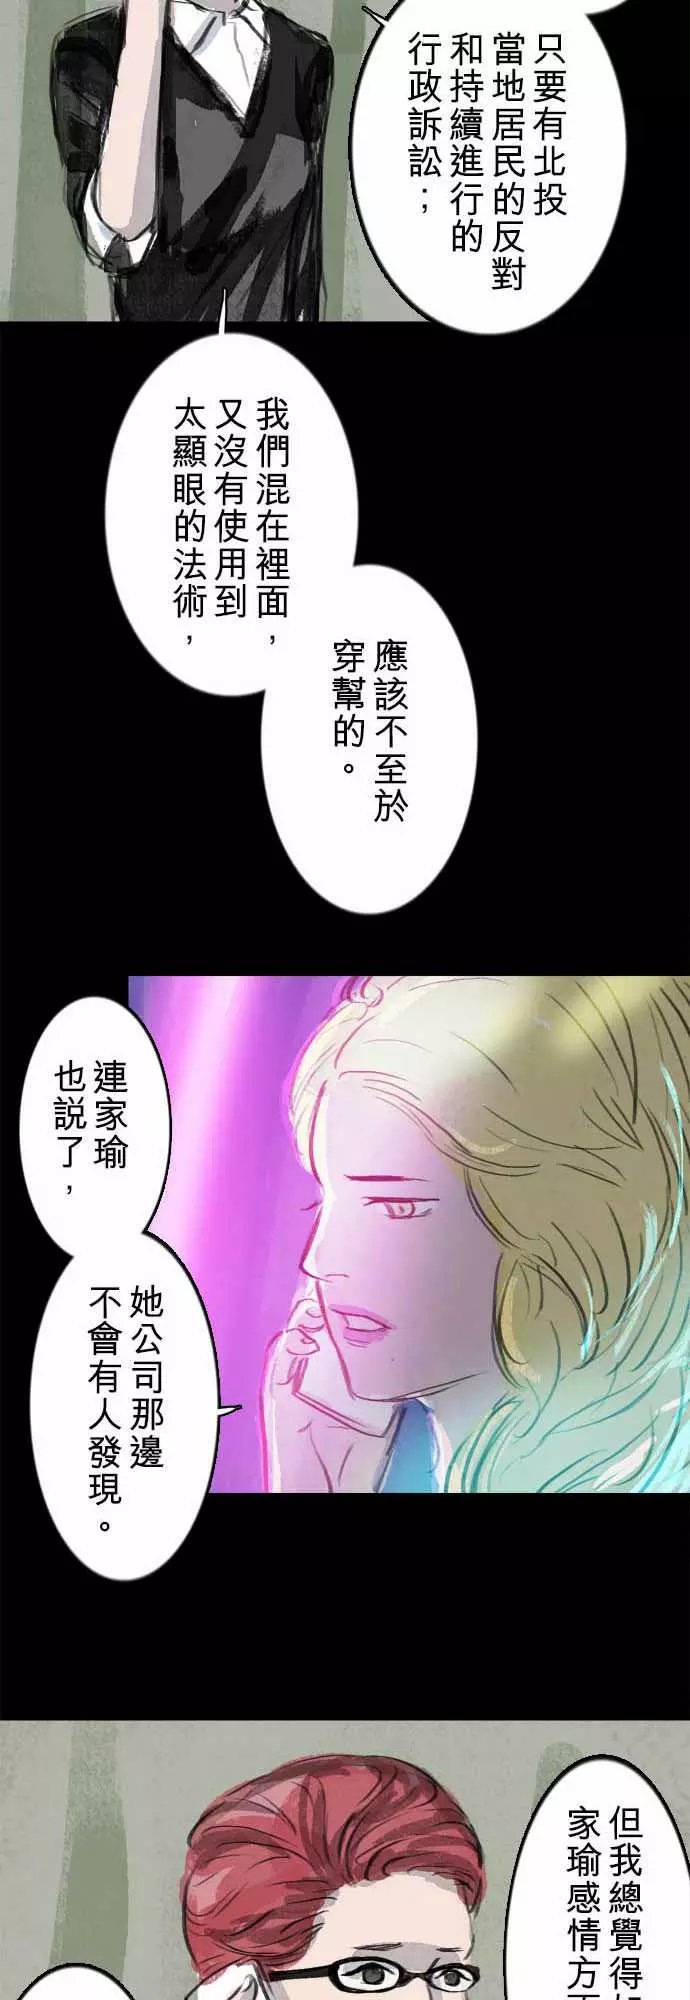 只要有北投
當地居民的反對
和持續進行的
行政訴訟；
我們混在裡面，
又沒有使用到
太顯眼的法術，
應該不至於
穿幫的。
連家瑜
也說了，
她公司那邊
不會有人發現。
但我總覺得
家瑜感情方